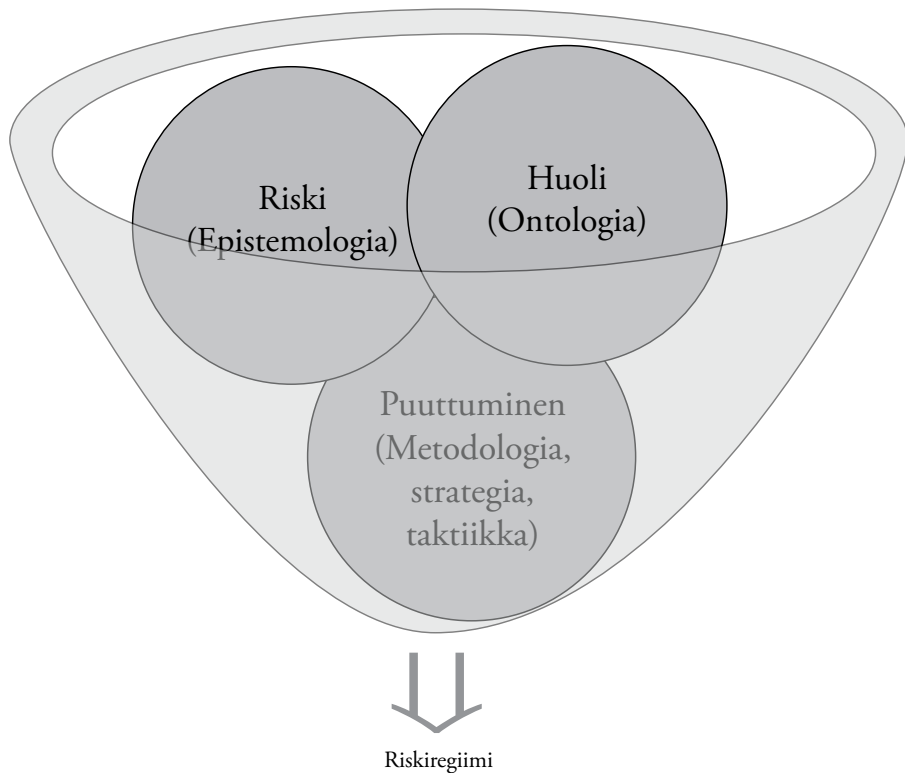 Riski
(Epistemologia)
Huoli
(Ontologia)
Puuttuminen
(Metodologia,
strategia,
taktiikka)
Riskiregiimi